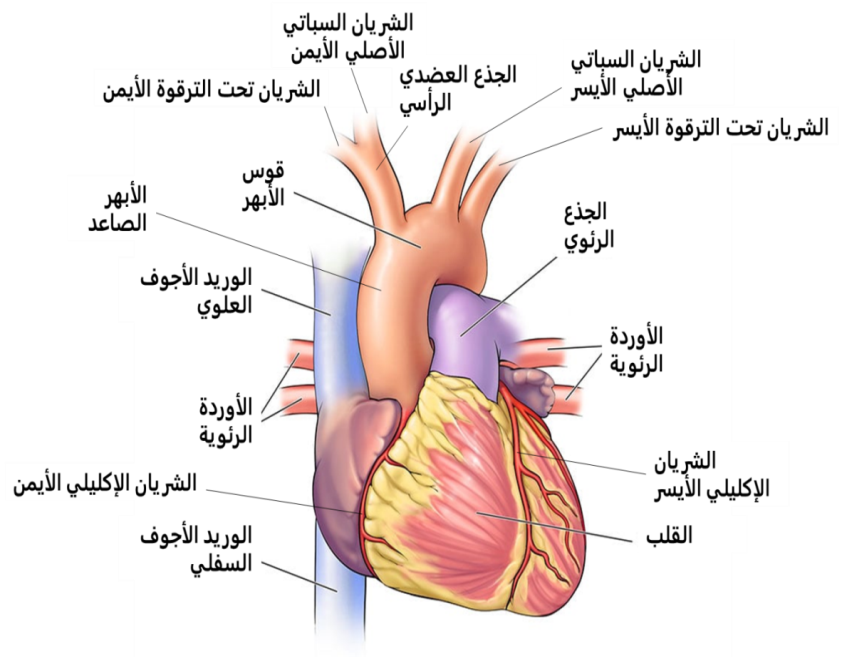 الشريان السباتي
الأصلي الأيمن
الجذع العضدي
الرأسي
الشريان السباتي
الأصلي الأيسر
الشريان تحت الترقوة الأيمن
الشريان تحت الترقوة الأيسر
قوس
الأبهر
الأبهر
الصاعد
الجذع
الرئوي
الوريد الأجوف
العلوي
الأوردة
الرئوية
الأوردة
الرئوية
الشريان
الإكليلي الأيسر
الشريان الإكليلي الأيمن
القلب
الوريد الأجوف
السفلي